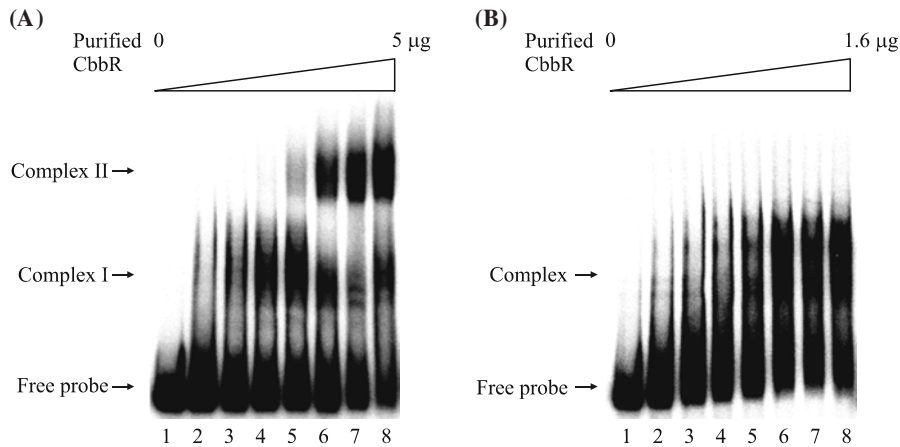 (A)
Purified 0 5 μg
CbbR
Complex II
Complex I
Free probe
1 2 3 4 5 6 7 8
(B)
Purified 0 1.6 μg
CbbR
Complex
Free probe
1 2 3 4 5 6 7 8